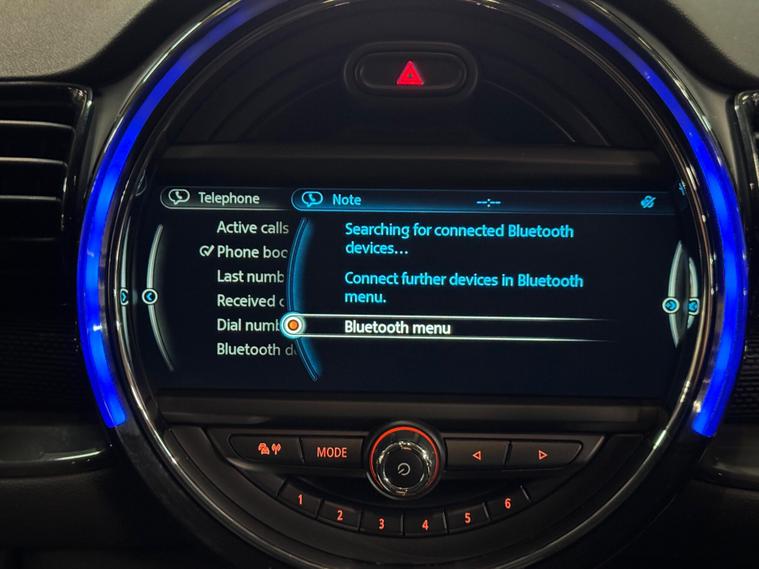 Telephone
Note
--:--
Active calls
Phone boo
Last numb
Received c
Dial numb
Bluetooth d
Searching for connected Bluetooth
devices...
Connect further devices in Bluetooth
menu.
Bluetooth menu
MODE
1 2 3 4 5 6